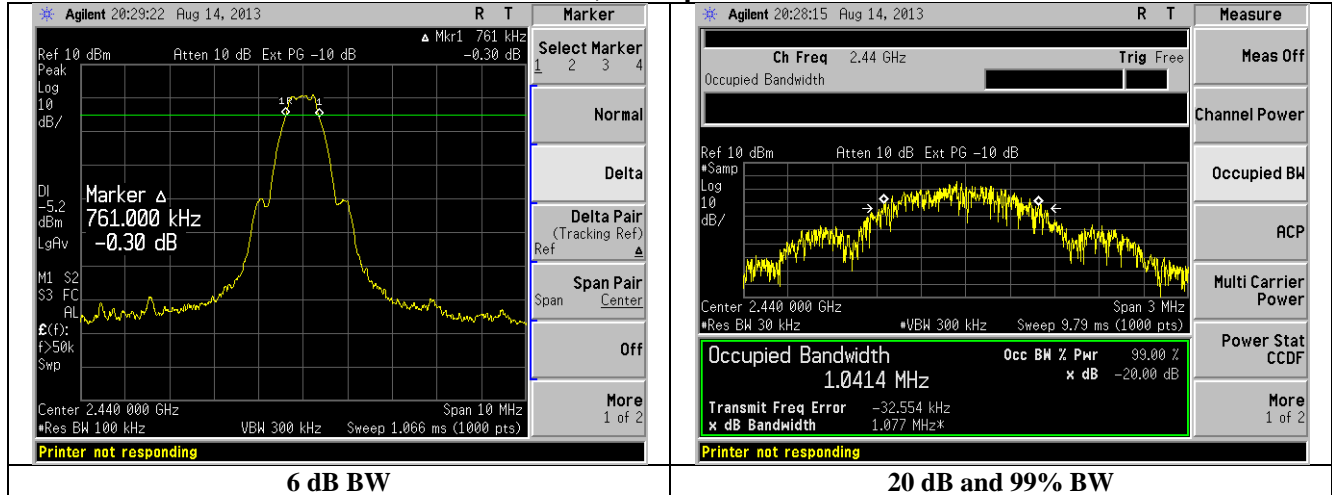 Agilent 20:29:22 Aug 14, 2013 R T Marker
Mkr1 761 kHz
Ref 10 dBm Atten 10 dB Ext PG -10 dB -0.30 dB
Peak
Log
10
dB/
1R 1
DI
-5.2
dBm
LgAv
Marker Δ
761.000 kHz
-0.30 dB
M1 S2
S3 FC
AL
£(f):
f>50k
Swp
Center 2.440 000 GHz Span 10 MHz
#Res BW 100 kHz VBW 300 kHz Sweep 1.066 ms (1000 pts)
Printer not responding
Select Marker
1 2 3 4
Normal
Delta
Delta Pair
(Tracking Ref)
Ref Δ
Span Pair
Span Center
Off
More
1 of 2
6 dB BW
Agilent 20:28:15 Aug 14, 2013 R T Measure
Ch Freq 2.44 GHz Trig Free
Occupied Bandwidth
Ref 10 dBm Atten 10 dB Ext PG -10 dB
#Samp
Log
10
dB/
Center 2.440 000 GHz Span 3 MHz
#Res BW 30 kHz #VBW 300 kHz Sweep 9.79 ms (1000 pts)
Occupied Bandwidth Occ BW % Pwr 99.00 %
1.0414 MHz x dB -20.00 dB
Transmit Freq Error -32.554 kHz
x dB Bandwidth 1.077 MHz*
Printer not responding
Meas Off
Channel Power
Occupied BW
ACP
Multi Carrier
Power
Power Stat
CCDF
More
1 of 2
20 dB and 99% BW